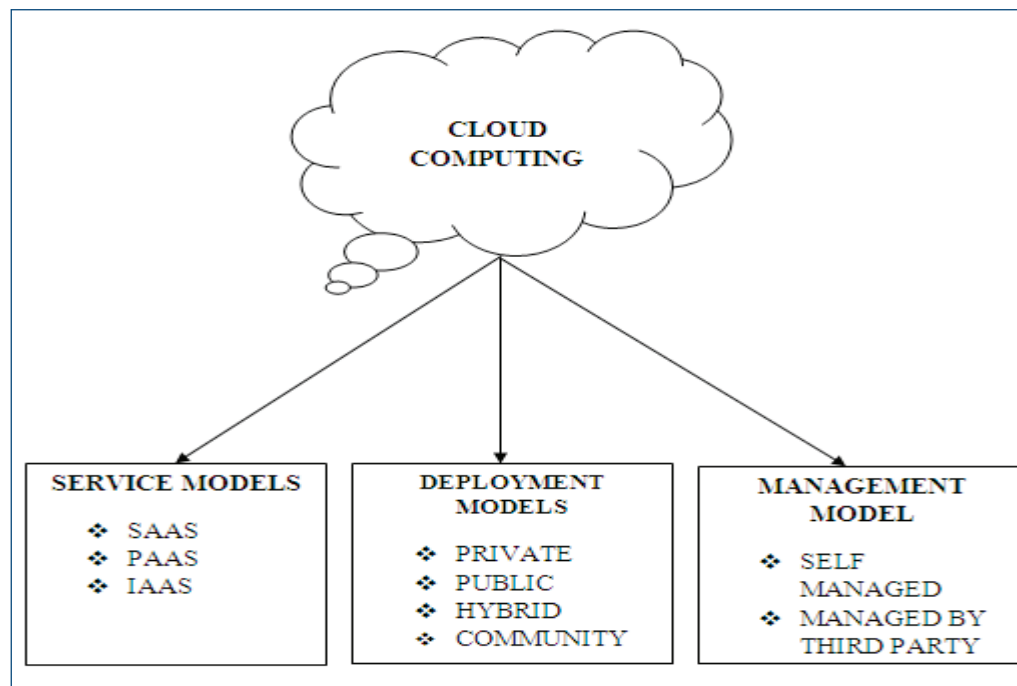 CLOUD
COMPUTING
SERVICE MODELS
❖ SAAS
❖ PAAS
❖ IAAS
DEPLOYMENT
MODELS
❖ PRIVATE
❖ PUBLIC
❖ HYBRID
❖ COMMUNITY
MANAGEMENT
MODEL
❖ SELF
MANAGED
❖ MANAGED BY
THIRD PARTY